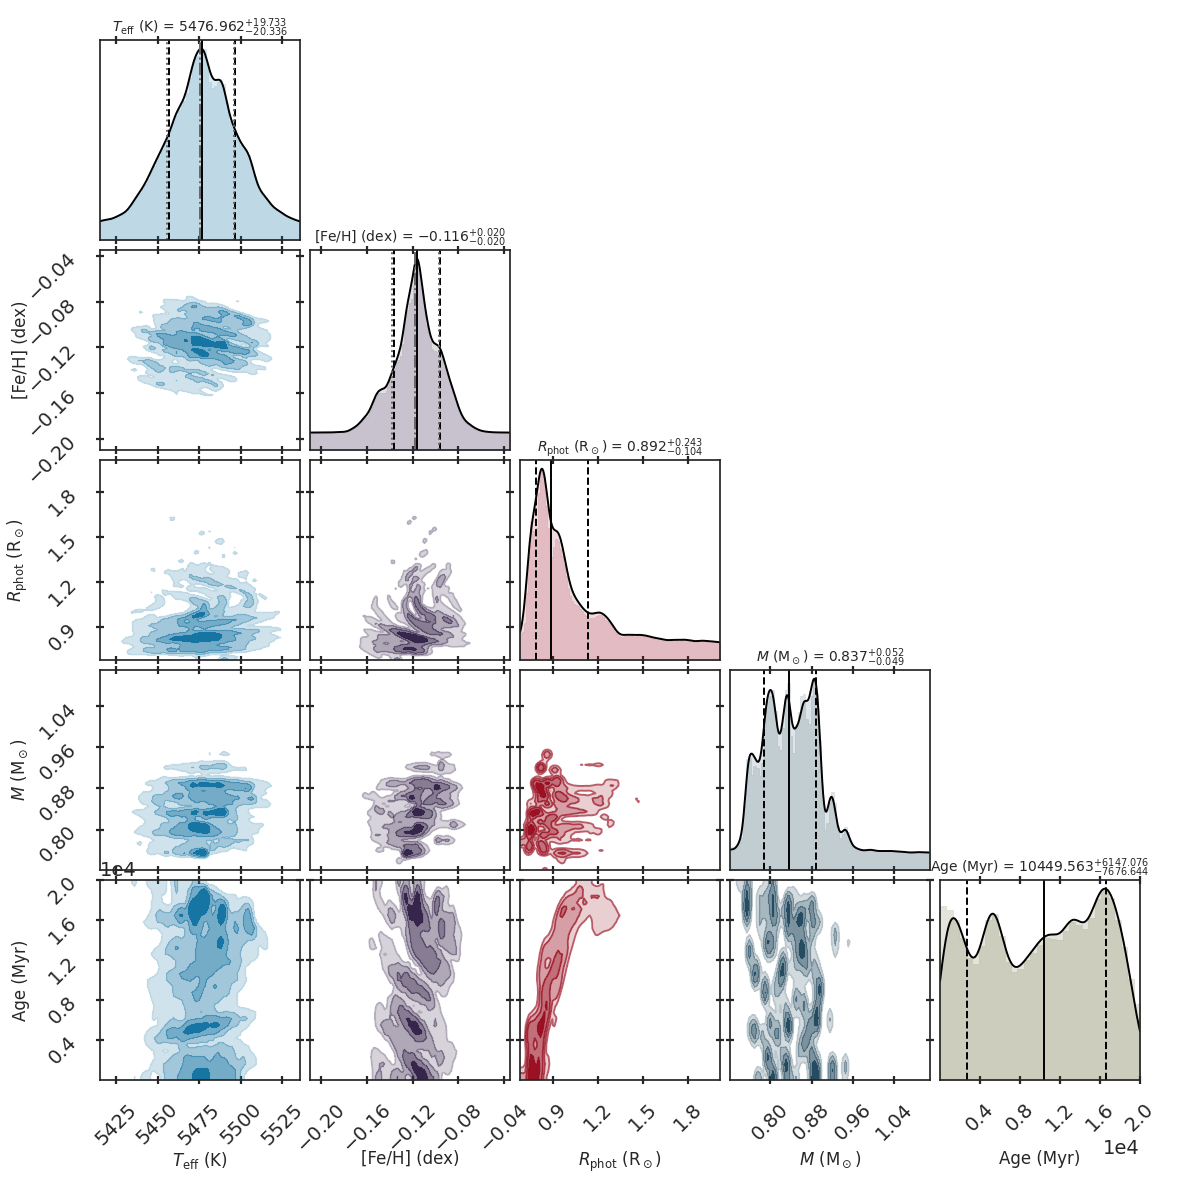 T_eff (K) = 5476.962^{+19.733}_{−20.336}
[Fe/H] (dex) = −0.116^{+0.020}_{−0.020}
−0.04
−0.08
−0.12
−0.16
−0.20
[Fe/H] (dex)
R_phot (R_⊙) = 0.892^{+0.243}_{−0.104}
1.8
1.5
1.2
0.9
R_phot (R_⊙)
M (M_⊙) = 0.837^{+0.052}_{−0.049}
1.04
0.96
0.88
0.80
M (M_⊙)
1e4
Age (Myr) = 10449.563^{+6147.076}_{−7676.644}
2.0
1.6
1.2
0.8
0.4
Age (Myr)
5425 5450 5475 5500 5525
T_eff (K)
−0.20 −0.16 −0.12 −0.08 −0.04
[Fe/H] (dex)
0.9 1.2 1.5 1.8
R_phot (R_⊙)
0.80 0.88 0.96 1.04
M (M_⊙)
0.4 0.8 1.2 1.6 2.0
1e4
Age (Myr)